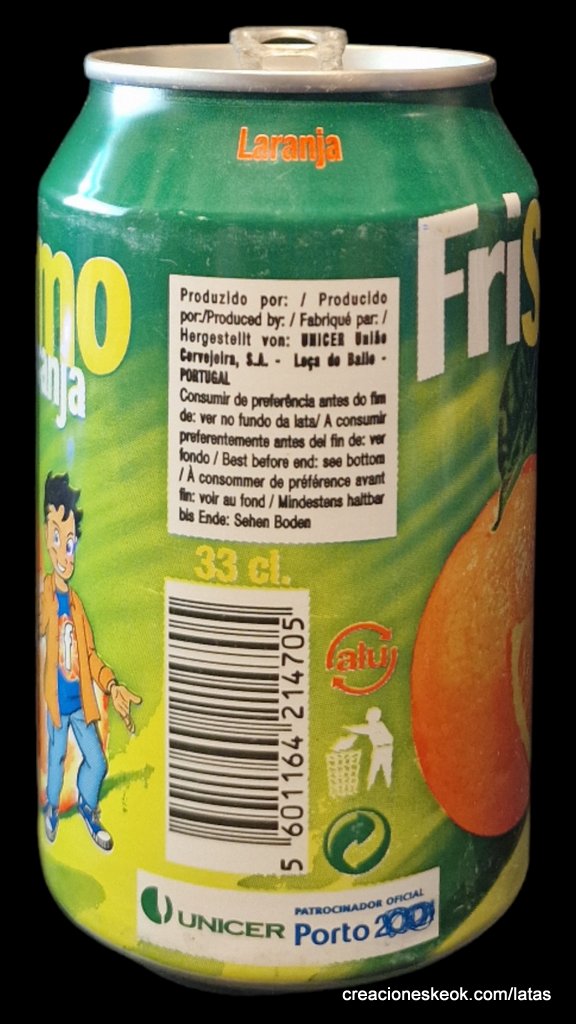 Laranja
mo
anja
FriS
Produzido por: / Producido
por:/Produced by: / Fabriqué par: /
Hergestellt von: UNICER União
Cervejeira, S.A. - Leça do Balio -
PORTUGAL
Consumir de preferência antes do fim
de: ver no fundo da lata/ A consumir
preferentemente antes del fin de: ver
fondo / Best before end: see bottom
/ À consommer de préférence avant
fin: voir au fond / Mindestens haltbar
bis Ende: Sehen Boden
33 cl.
5 601164 214705
alu
f
UNICER
PATROCINADOR OFICIAL
Porto 2001
creacioneskeok.com/latas